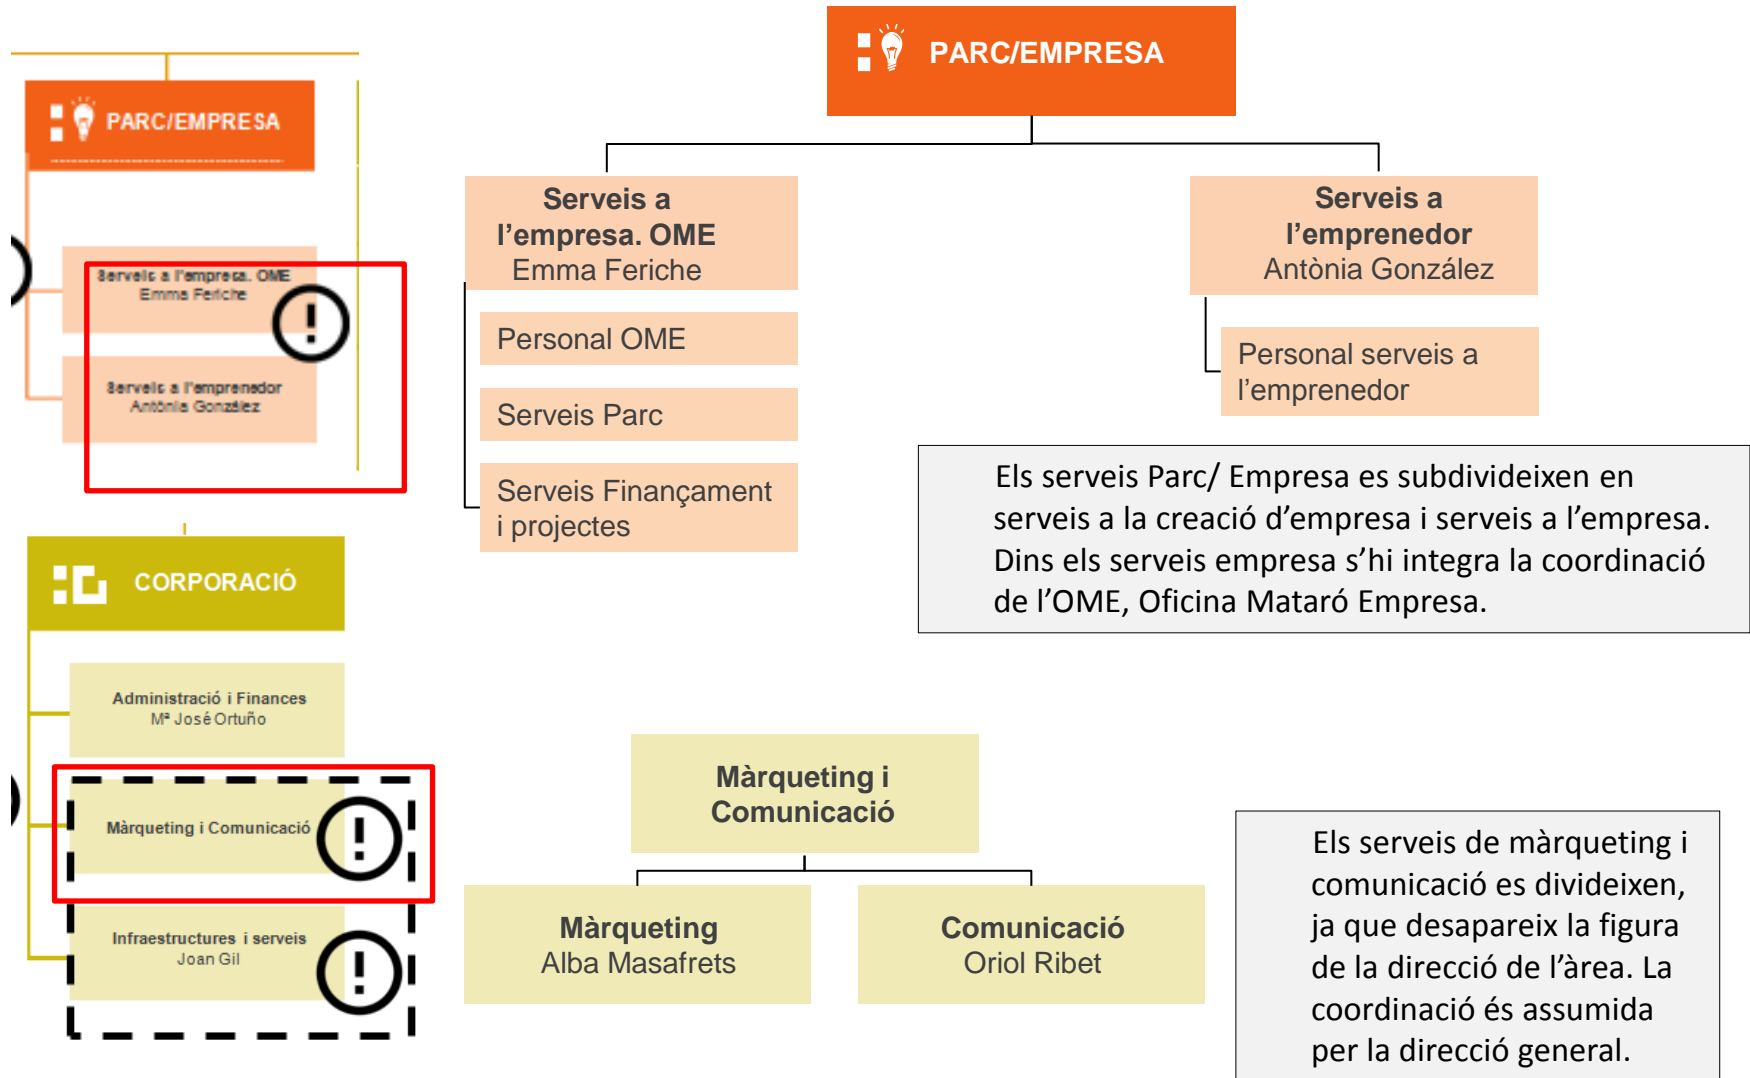 PARC/EMPRESA
Serveis a l'empresa. OME
Emma Feriche
Serveis a l'emprenedor
Antònia González
CORPORACIÓ
Administració i Finances
Mª José Ortuño
Màrqueting i Comunicació
Infraestructures i serveis
Joan Gil
PARC/EMPRESA
Serveis a
l’empresa. OME
Emma Feriche
Personal OME
Serveis Parc
Serveis Finançament
i projectes
Serveis a
l’emprenedor
Antònia González
Personal serveis a
l’emprenedor
Els serveis Parc/ Empresa es subdivideixen en
serveis a la creació d’empresa i serveis a l’empresa.
Dins els serveis empresa s’hi integra la coordinació
de l’OME, Oficina Mataró Empresa.
Màrqueting i
Comunicació
Màrqueting
Alba Masafrets
Comunicació
Oriol Ribet
Els serveis de màrqueting i
comunicació es divideixen,
ja que desapareix la figura
de la direcció de l’àrea. La
coordinació és assumida
per la direcció general.